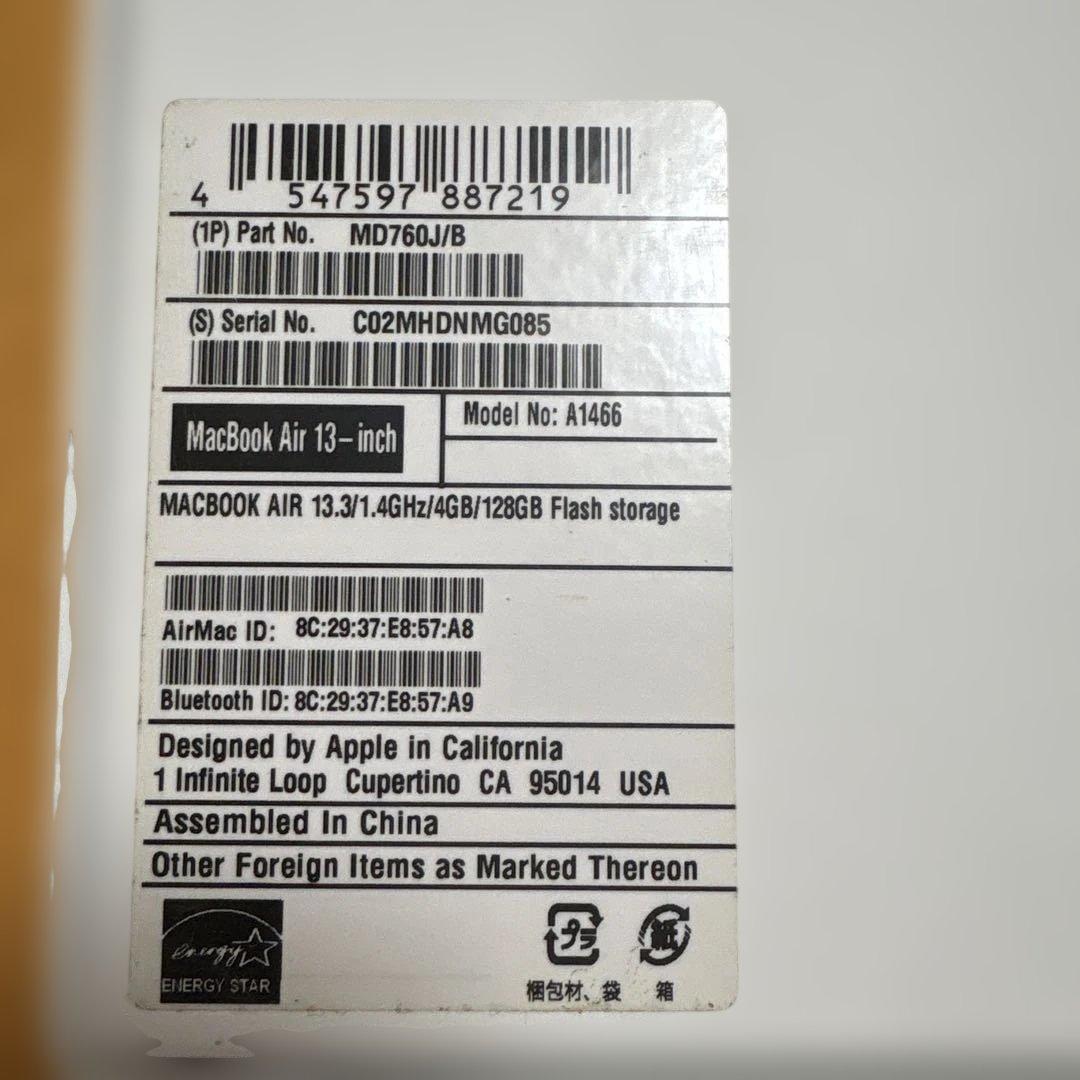 4 547597 887219
(1P) Part No. MD760J/B
(S) Serial No. C02MHDNMG085
MacBook Air 13-inch
Model No: A1466
MACBOOK AIR 13.3/1.4GHz/4GB/128GB Flash storage
AirMac ID: 8C:29:37:E8:57:A8
Bluetooth ID: 8C:29:37:E8:57:A9
Designed by Apple in California
1 Infinite Loop Cupertino CA 95014 USA
Assembled In China
Other Foreign Items as Marked Thereon
energy
ENERGY STAR
プラ
紙
梱包材、袋
箱